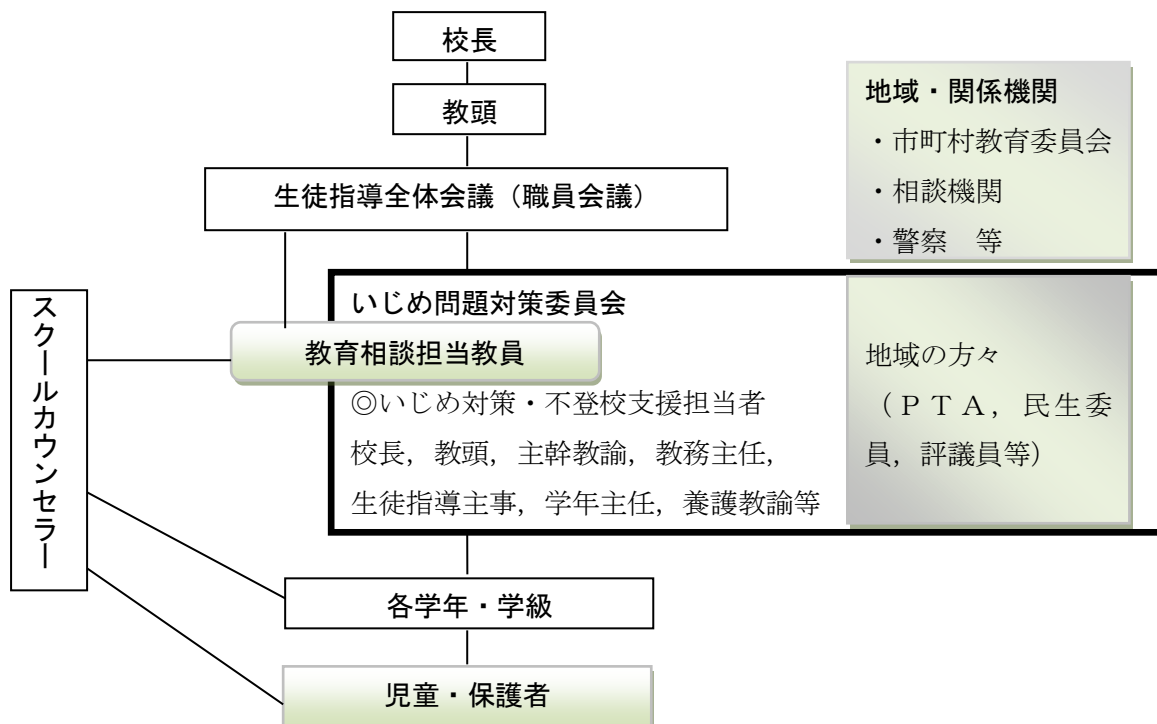 校長
教頭
生徒指導全体会議（職員会議）
地域・関係機関
・市町村教育委員会
・相談機関
・警察　等
スクールカウンセラー
いじめ問題対策委員会
教育相談担当教員
◎いじめ対策・不登校支援担当者
校長，教頭，主幹教諭，教務主任，
生徒指導主事，学年主任，養護教諭等
地域の方々
（ＰＴＡ，民生委
員，評議員等）
各学年・学級
児童・保護者